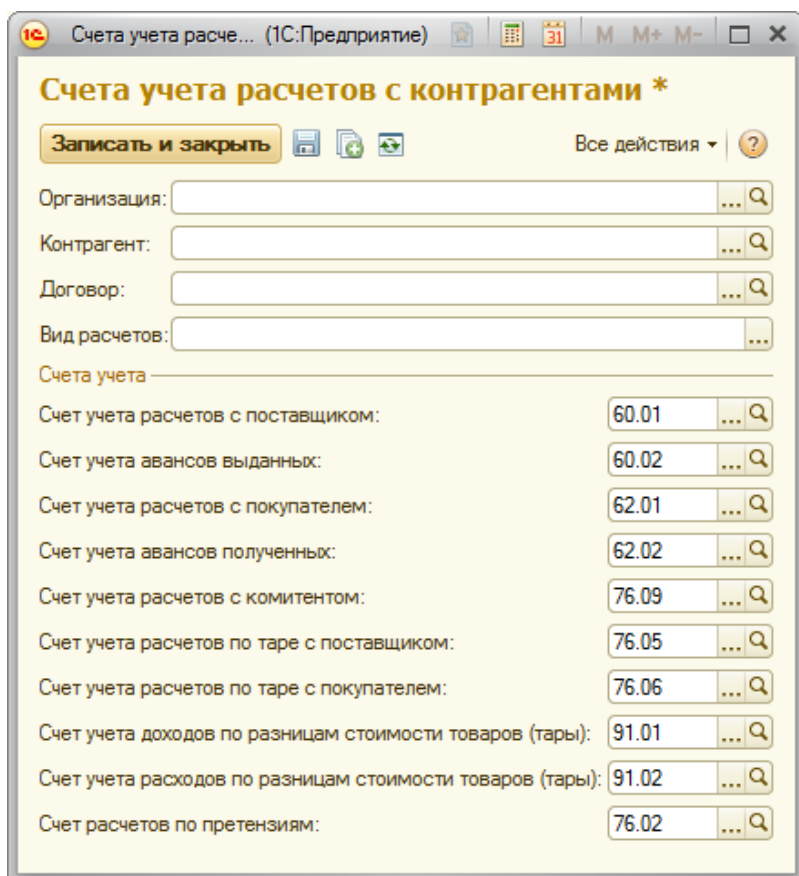 1С Счета учета расче... (1С:Предприятие) 31 M M+ M-
Счета учета расчетов с контрагентами *
Записать и закрыть Все действия ?
Организация: ...
Контрагент: ...
Договор: ...
Вид расчетов: ...
Счета учета
Счет учета расчетов с поставщиком: 60.01 ...
Счет учета авансов выданных: 60.02 ...
Счет учета расчетов с покупателем: 62.01 ...
Счет учета авансов полученных: 62.02 ...
Счет учета расчетов с комитентом: 76.09 ...
Счет учета расчетов по таре с поставщиком: 76.05 ...
Счет учета расчетов по таре с покупателем: 76.06 ...
Счет учета доходов по разницам стоимости товаров (тары): 91.01 ...
Счет учета расходов по разницам стоимости товаров (тары): 91.02 ...
Счет расчетов по претензиям: 76.02 ...